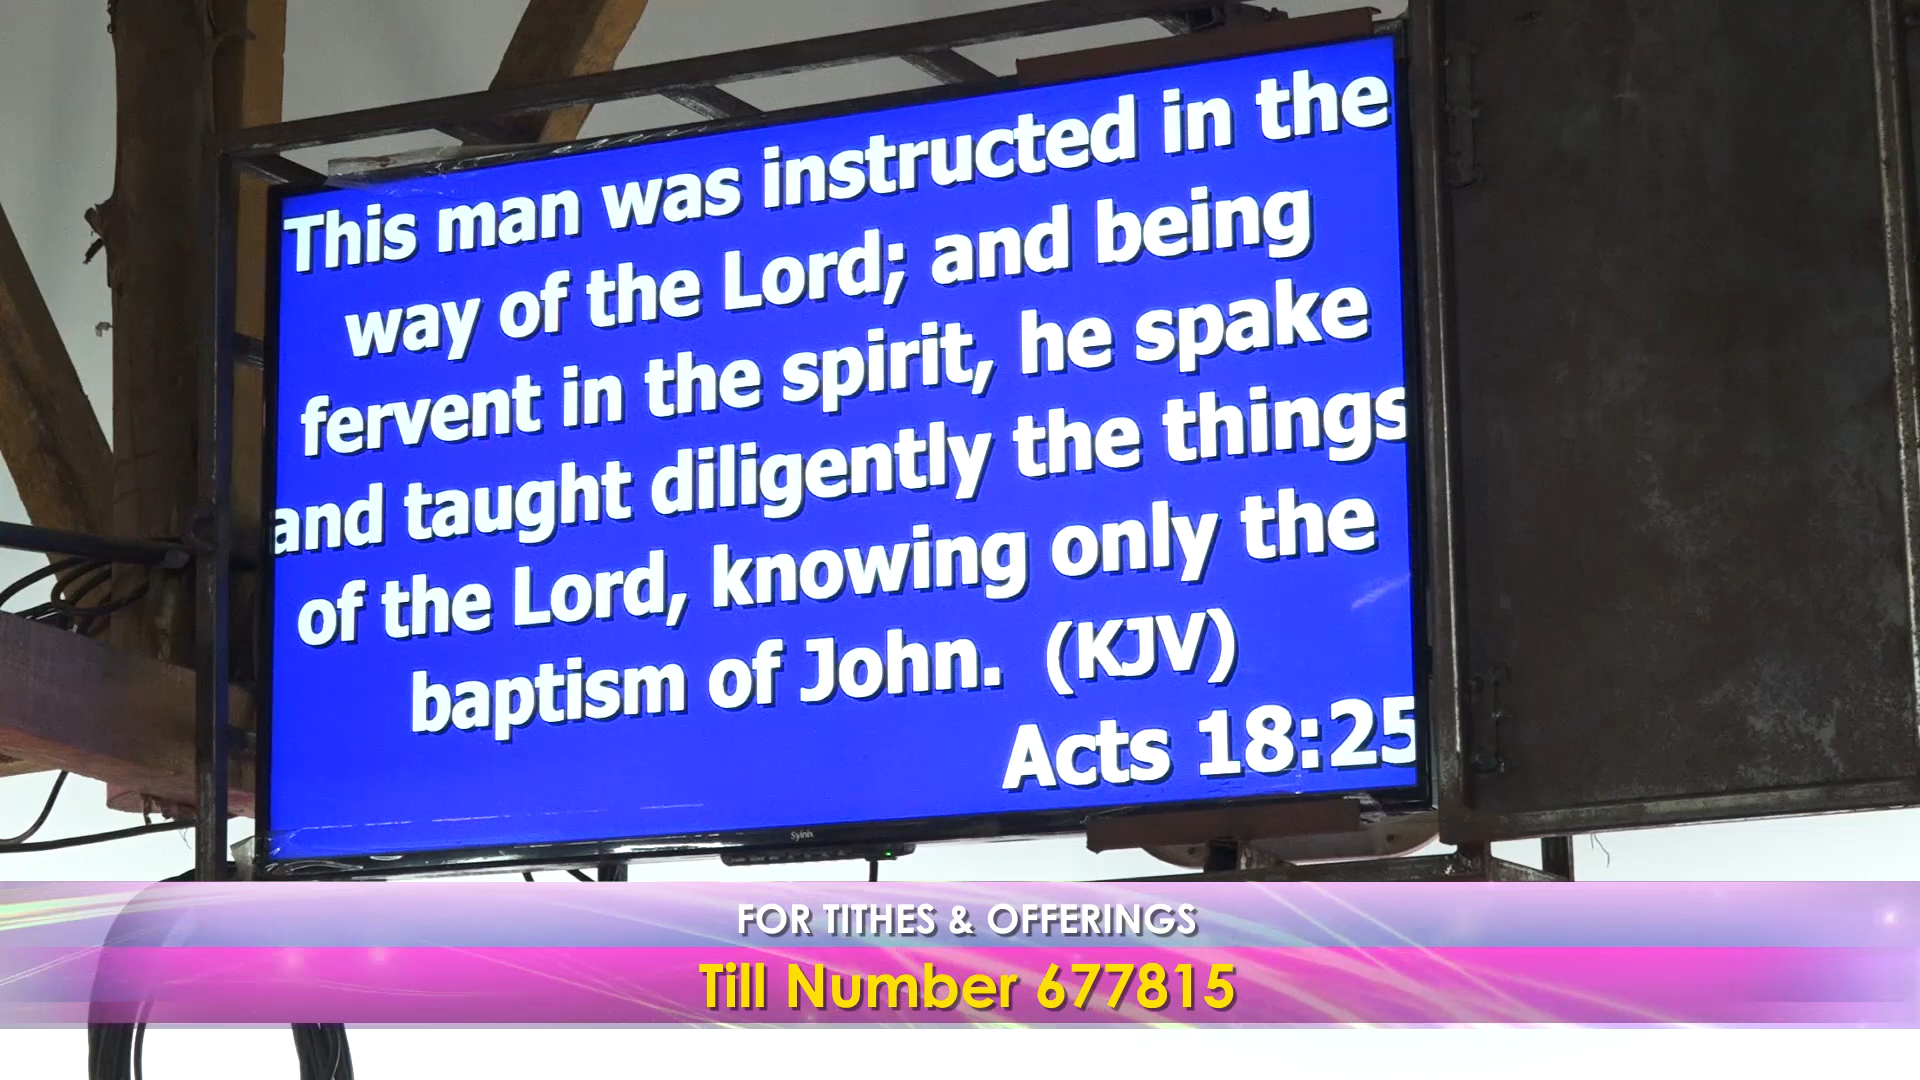 This man was instructed in the
way of the Lord; and being
fervent in the spirit, he spake
and taught diligently the things
of the Lord, knowing only the
baptism of John. (KJV)
Acts 18:25
Syinix
FOR TITHES & OFFERINGS
Till Number 677815